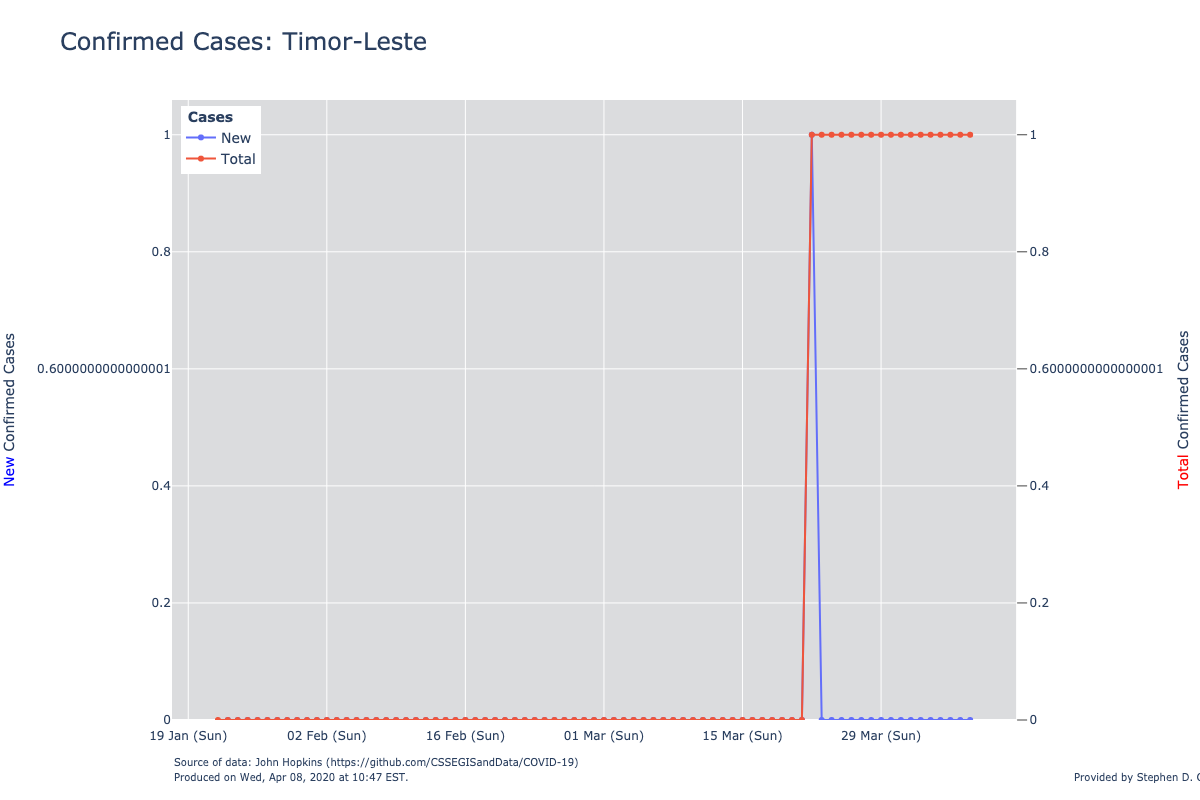 Confirmed Cases: Timor-Leste
Cases
New
Total
1
0.8
0.6000000000000001
0.4
0.2
0
1
0.8
0.6000000000000001
0.4
0.2
0
New Confirmed Cases
Total Confirmed Cases
19 Jan (Sun) 02 Feb (Sun) 16 Feb (Sun) 01 Mar (Sun) 15 Mar (Sun) 29 Mar (Sun)
Source of data: John Hopkins (https://github.com/CSSEGISandData/COVID-19)
Produced on Wed, Apr 08, 2020 at 10:47 EST.
Provided by Stephen D.